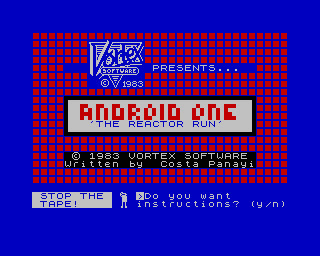 Vortex
SOFTWARE
© 1983
PRESENTS...
ANDROID ONE
'THE REACTOR RUN'
© 1983 VORTEX SOFTWARE
Written by Costa Panayi
STOP THE
TAPE!
Do you want
instructions? (y/n)